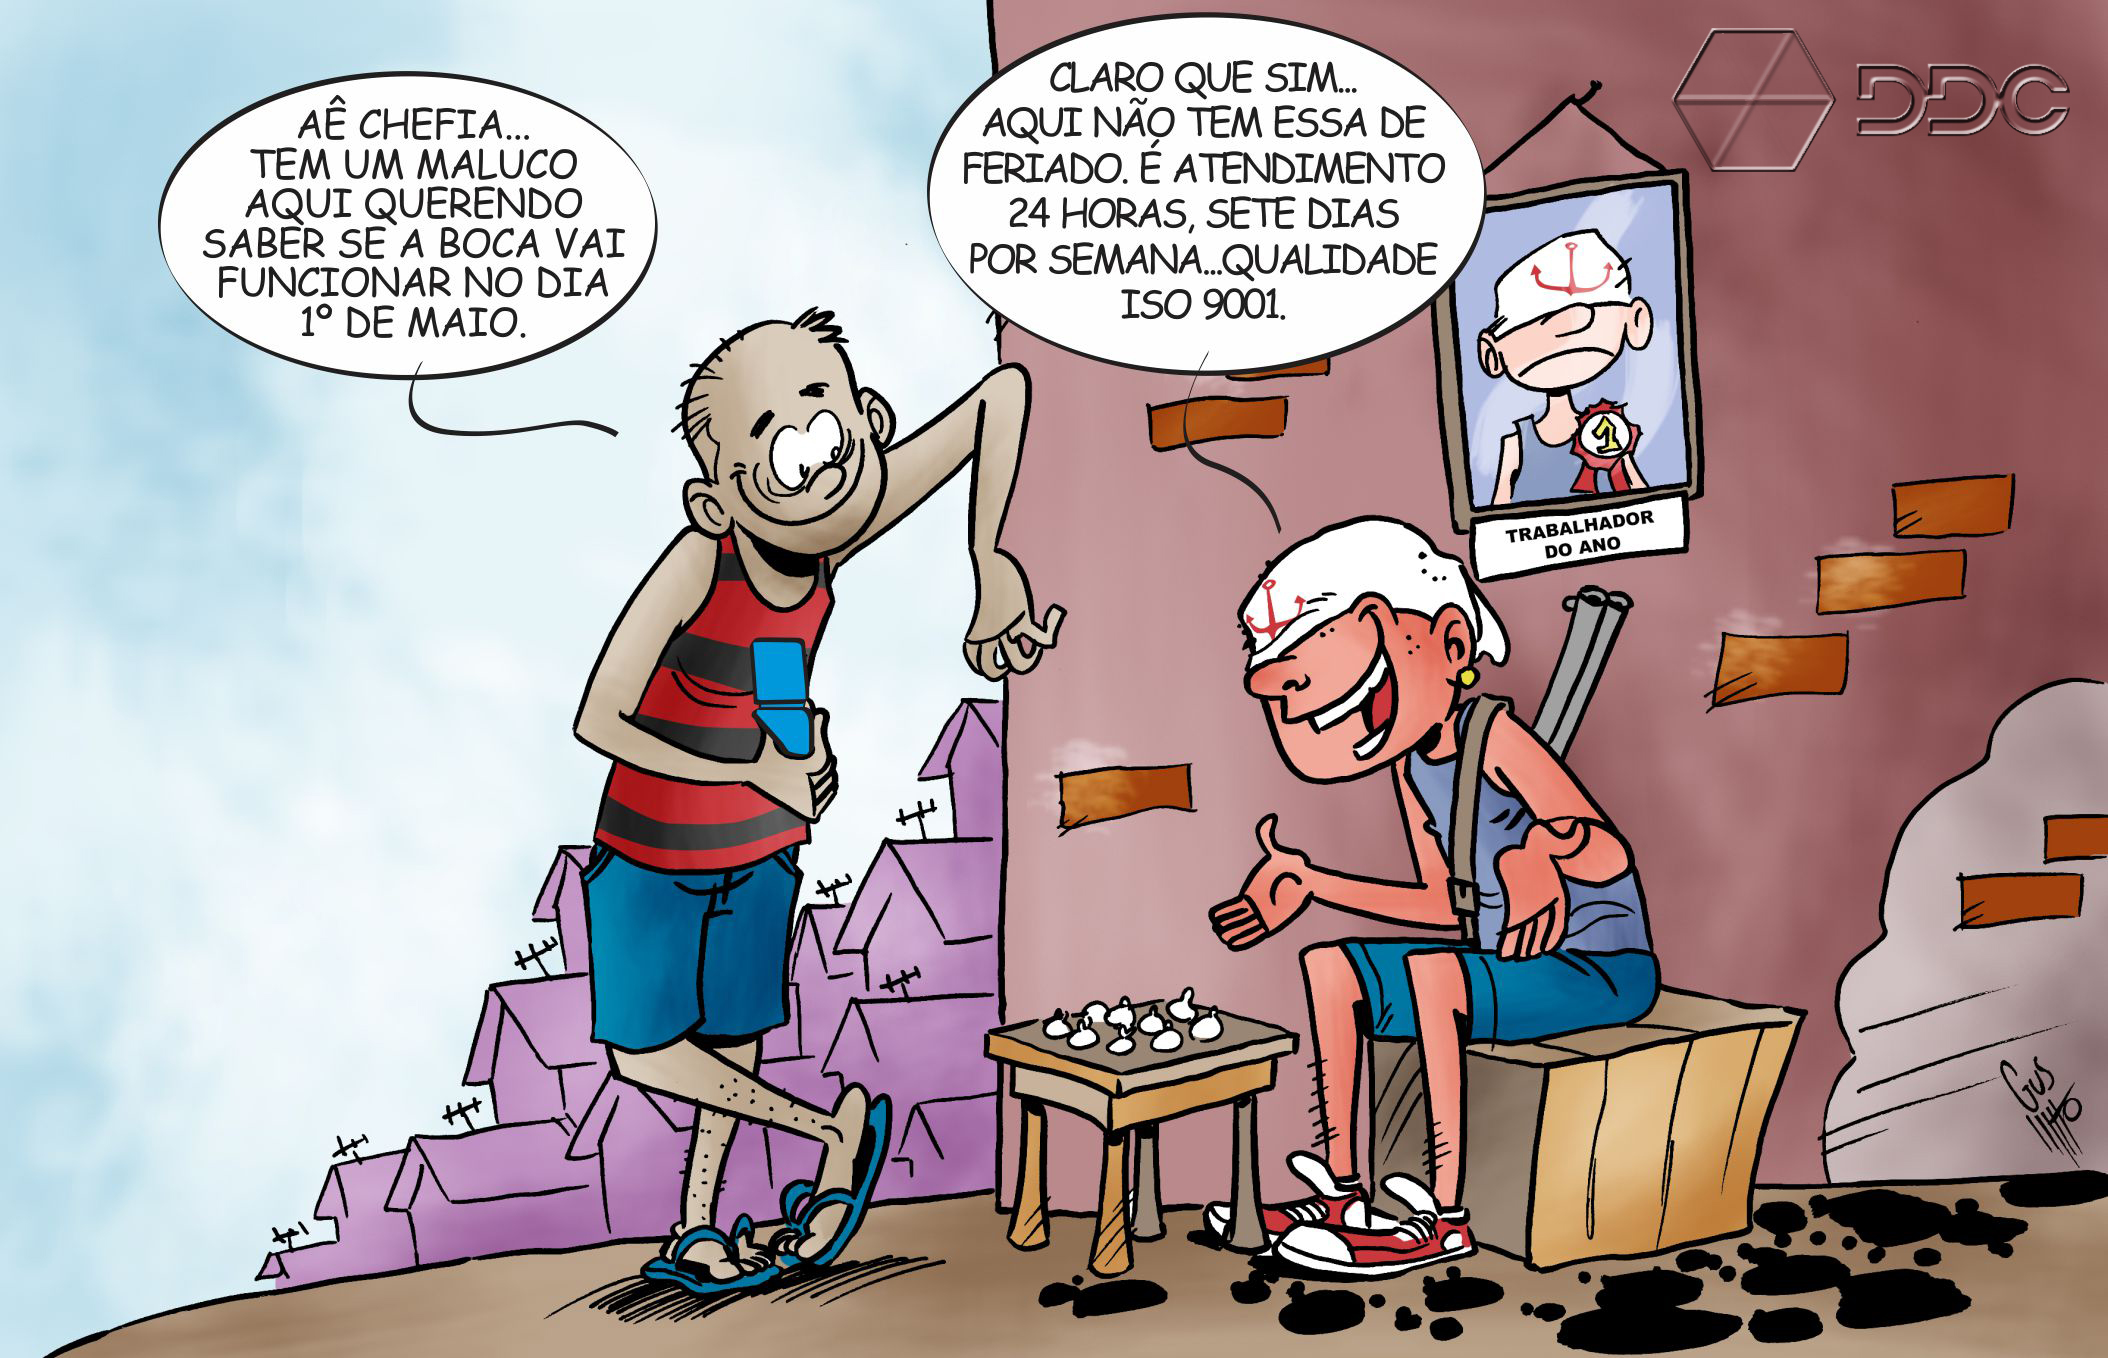 AÊ CHEFIA...
TEM UM MALUCO
AQUI QUERENDO
SABER SE A BOCA VAI
FUNCIONAR NO DIA
1º DE MAIO.
CLARO QUE SIM...
AQUI NÃO TEM ESSA DE
FERIADO. É ATENDIMENTO
24 HORAS, SETE DIAS
POR SEMANA...QUALIDADE
ISO 9001.
DDC
1
TRABALHADOR
DO ANO